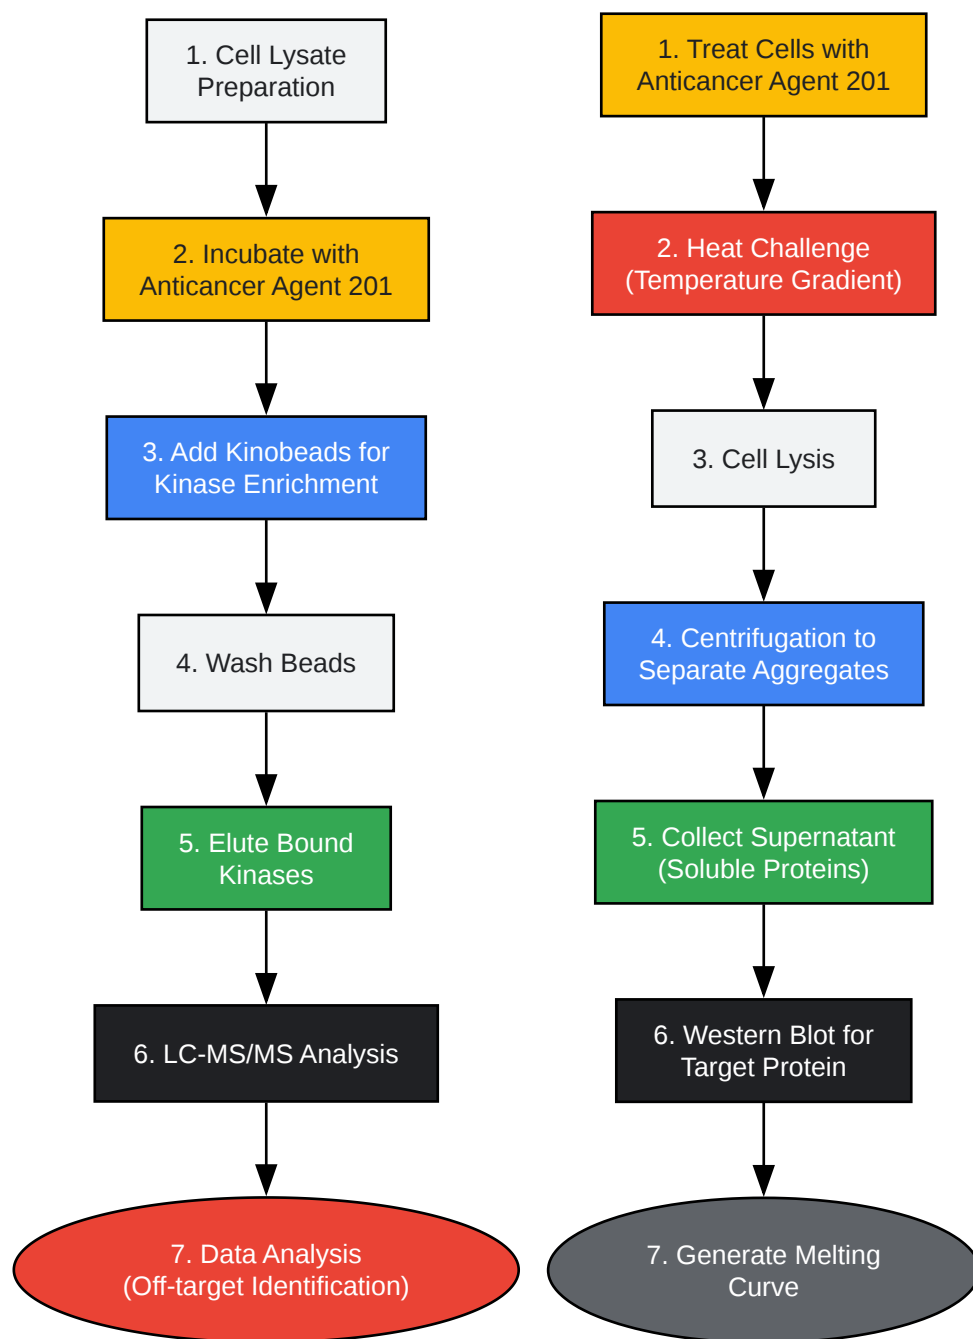 1. Cell Lysate
Preparation
2. Incubate with
Anticancer Agent 201
3. Add Kinobeads for
Kinase Enrichment
4. Wash Beads
5. Elute Bound
Kinases
6. LC-MS/MS Analysis
7. Data Analysis
(Off-target Identification)
1. Treat Cells with
Anticancer Agent 201
2. Heat Challenge
(Temperature Gradient)
3. Cell Lysis
4. Centrifugation to
Separate Aggregates
5. Collect Supernatant
(Soluble Proteins)
6. Western Blot for
Target Protein
7. Generate Melting
Curve